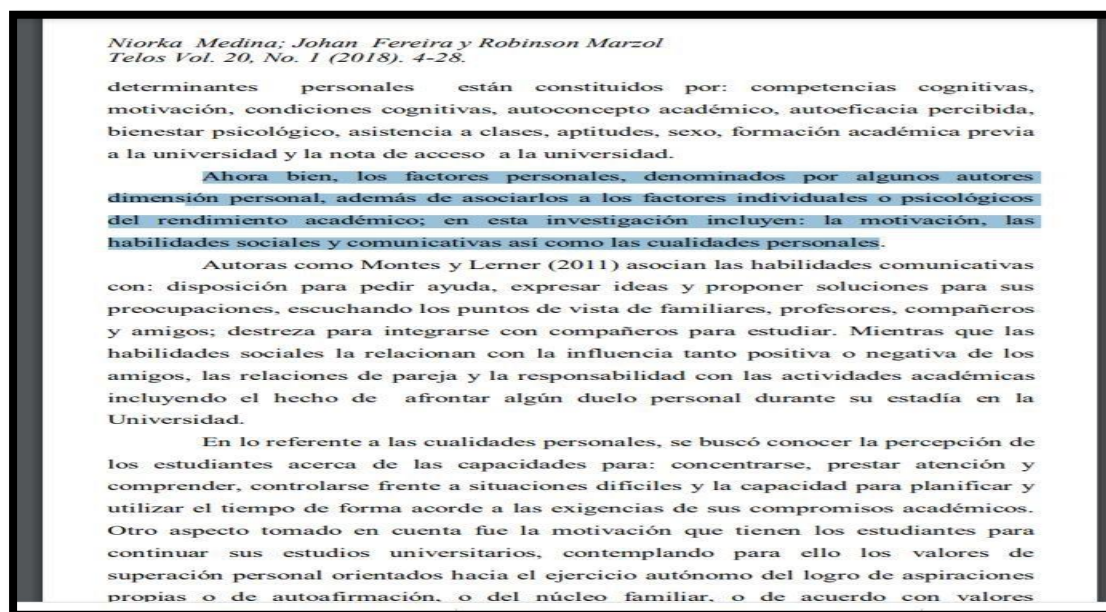 Niorka Medina; Johan Fereira y Robinson Marzol
Telos Vol. 20, No. 1 (2018). 4-28.
determinantes personales están constituidos por: competencias cognitivas,
motivación, condiciones cognitivas, autoconcepto académico, autoeficacia percibida,
bienestar psicológico, asistencia a clases, aptitudes, sexo, formación académica previa
a la universidad y la nota de acceso a la universidad.
Ahora bien, los factores personales, denominados por algunos autores
dimensión personal, además de asociarlos a los factores individuales o psicológicos
del rendimiento académico; en esta investigación incluyen: la motivación, las
habilidades sociales y comunicativas así como las cualidades personales.
Autoras como Montes y Lerner (2011) asocian las habilidades comunicativas
con: disposición para pedir ayuda, expresar ideas y proponer soluciones para sus
preocupaciones, escuchando los puntos de vista de familiares, profesores, compañeros
y amigos; destreza para integrarse con compañeros para estudiar. Mientras que las
habilidades sociales la relacionan con la influencia tanto positiva o negativa de los
amigos, las relaciones de pareja y la responsabilidad con las actividades académicas
incluyendo el hecho de afrontar algún duelo personal durante su estadía en la
Universidad.
En lo referente a las cualidades personales, se buscó conocer la percepción de
los estudiantes acerca de las capacidades para: concentrarse, prestar atención y
comprender, controlarse frente a situaciones difíciles y la capacidad para planificar y
utilizar el tiempo de forma acorde a las exigencias de sus compromisos académicos.
Otro aspecto tomado en cuenta fue la motivación que tienen los estudiantes para
continuar sus estudios universitarios, contemplando para ello los valores de
superación personal orientados hacia el ejercicio autónomo del logro de aspiraciones
propias o de autoafirmación, o del núcleo familiar, o de acuerdo con valores